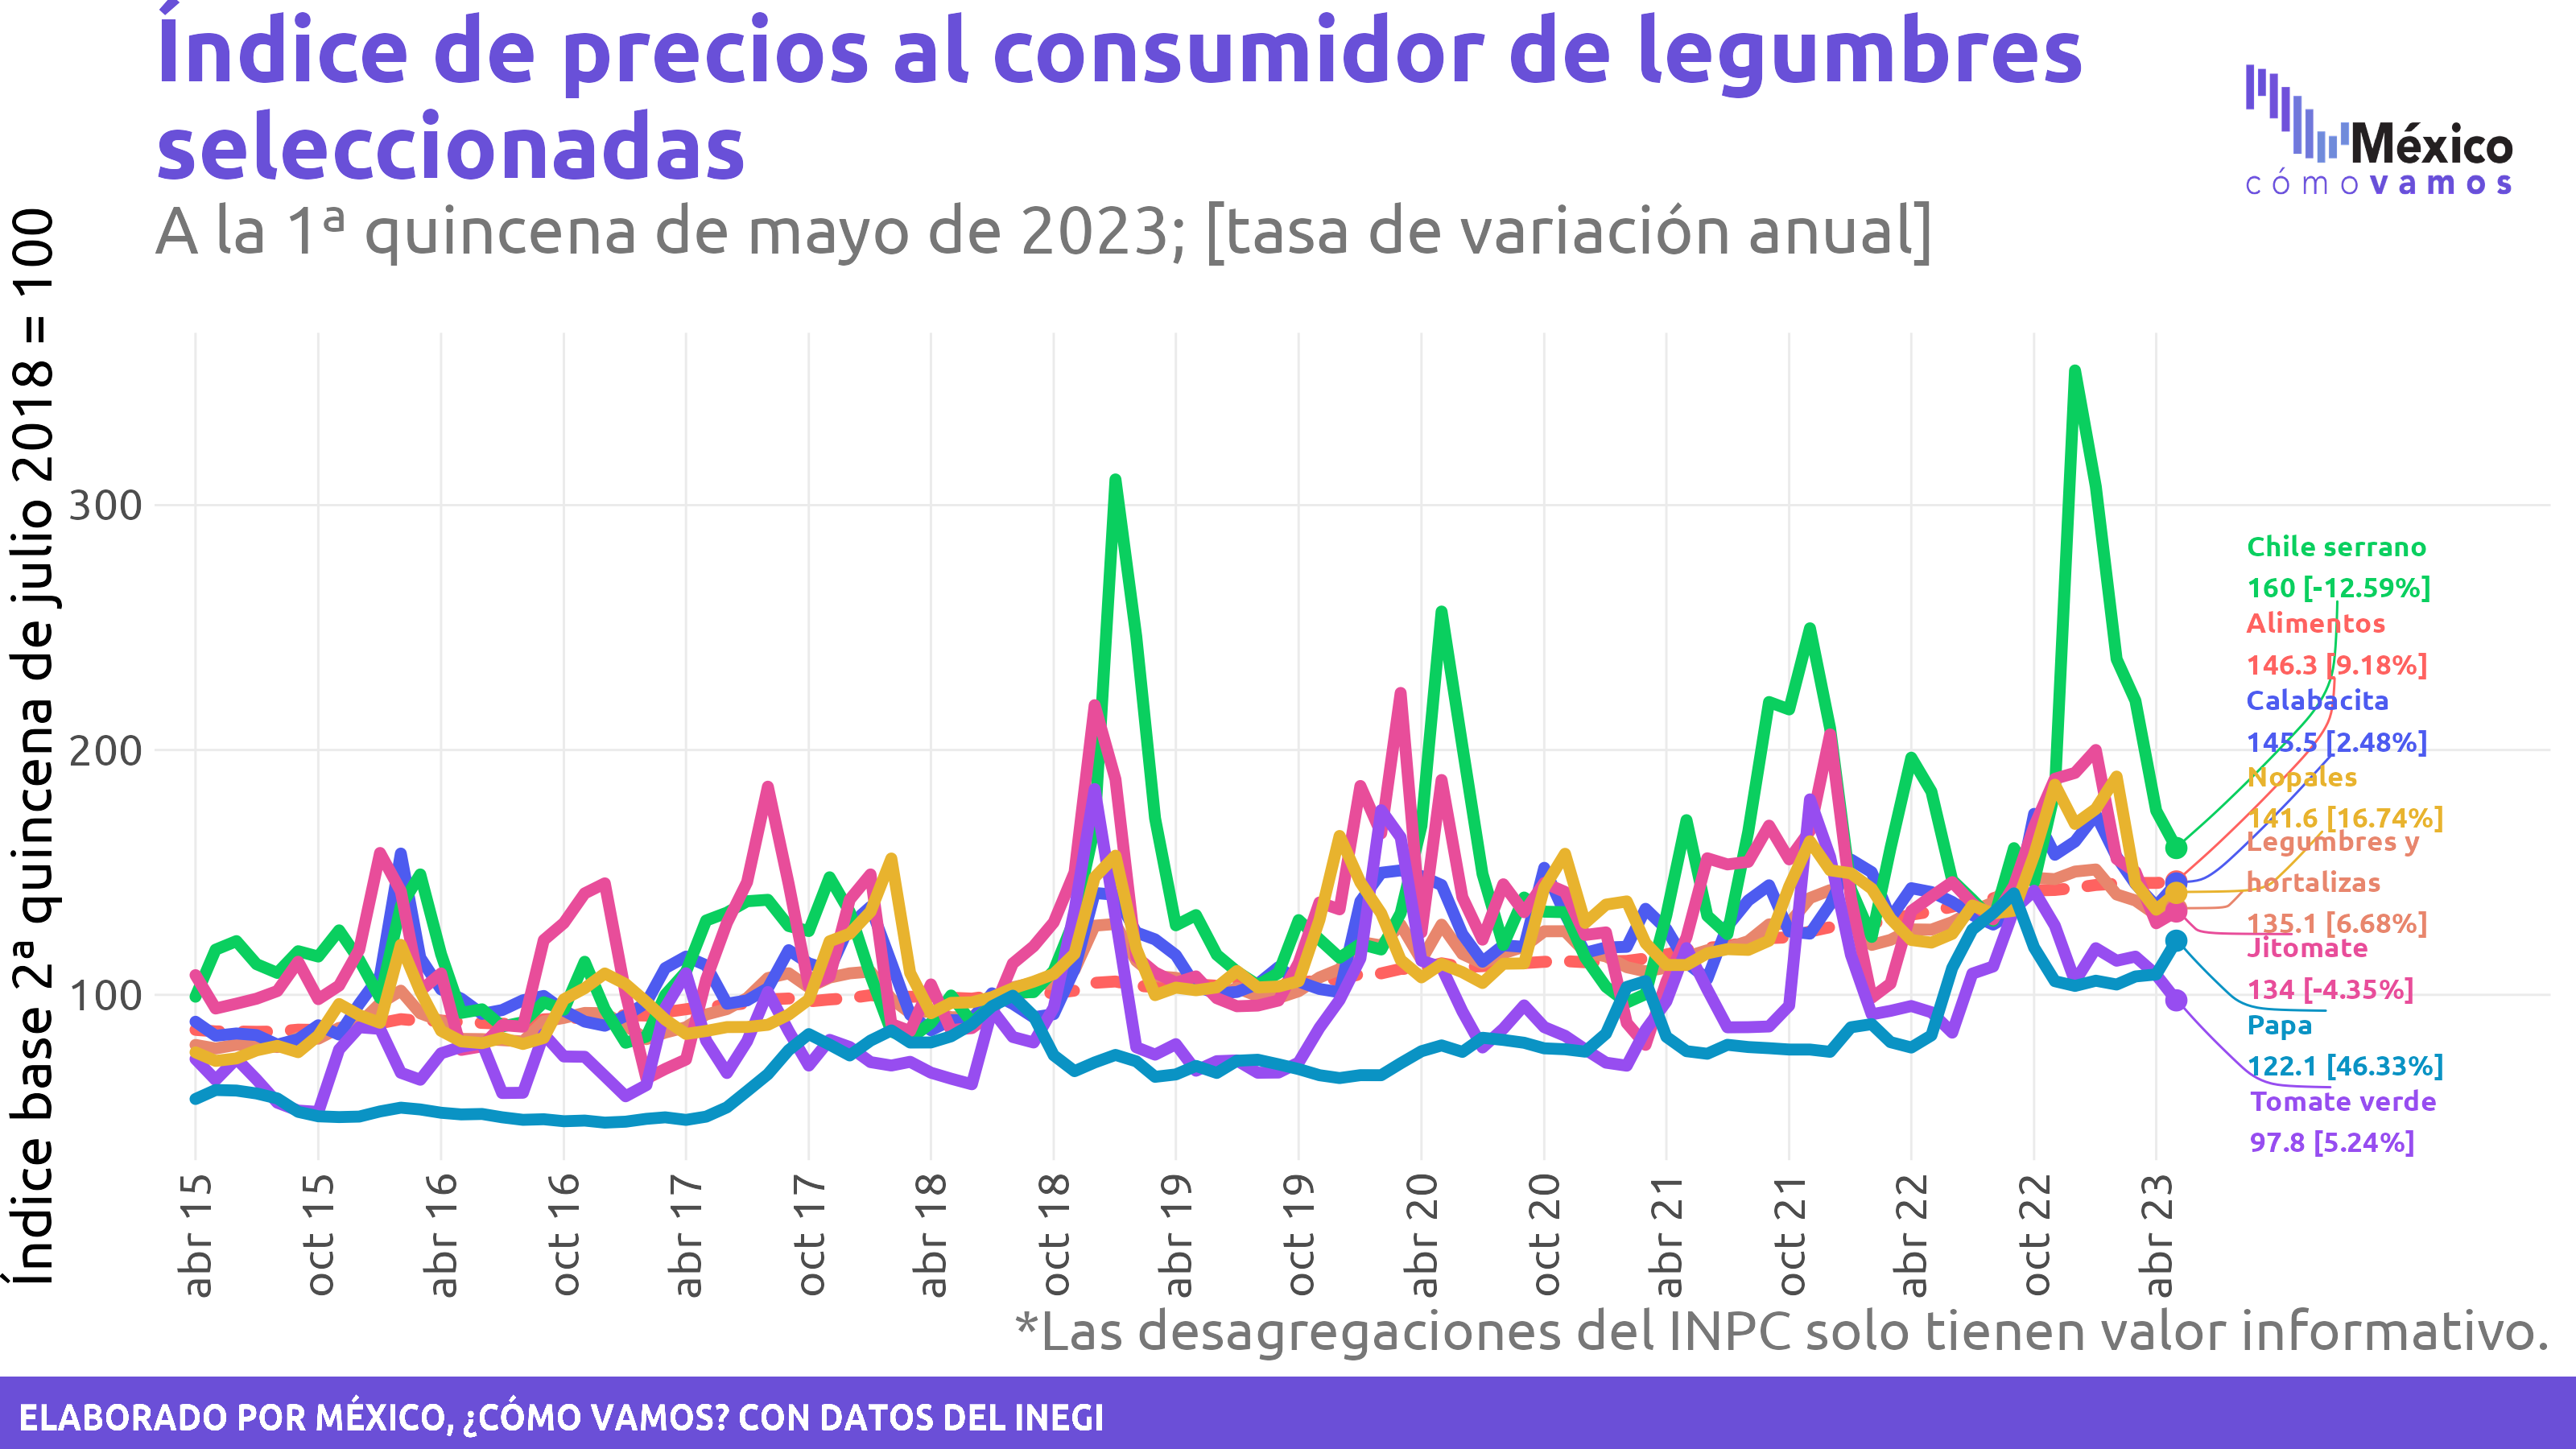 Índice de precios al consumidor de legumbres
seleccionadas
A la 1ª quincena de mayo de 2023; [tasa de variación anual]
México
cómo vamos
Índice base 2ª quincena de julio 2018 = 100
300
200
100
Chile serrano
160 [-12.59%]
Alimentos
146.3 [9.18%]
Calabacita
145.5 [2.48%]
Nopales
141.6 [16.74%]
Legumbres y
hortalizas
135.1 [6.68%]
Jitomate
134 [-4.35%]
Papa
122.1 [46.33%]
Tomate verde
97.8 [5.24%]
abr 15
oct 15
abr 16
oct 16
abr 17
oct 17
abr 18
oct 18
abr 19
oct 19
abr 20
oct 20
abr 21
oct 21
abr 22
oct 22
abr 23
*Las desagregaciones del INPC solo tienen valor informativo.
ELABORADO POR MÉXICO, ¿CÓMO VAMOS? CON DATOS DEL INEGI